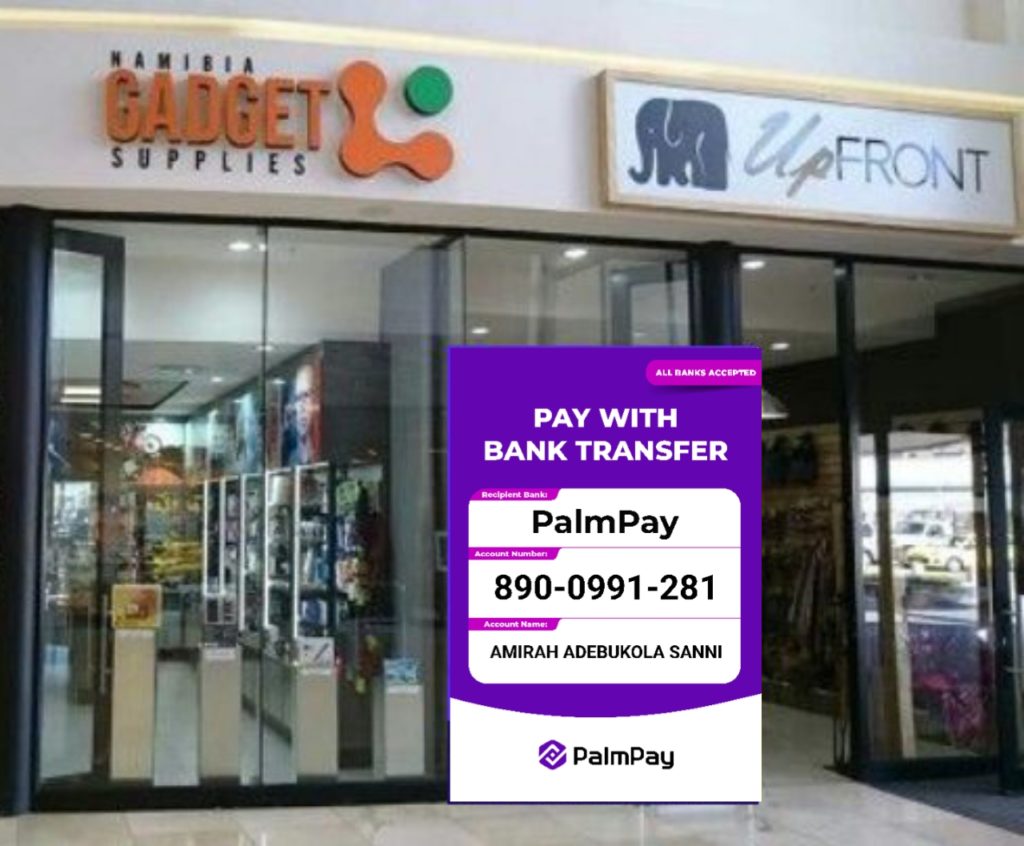 NAMIBIA
GADGET
SUPPLIES
UpFRONT
ALL BANKS ACCEPTED
PAY WITH
BANK TRANSFER
Recipient Bank:
PalmPay
Account Number:
890-0991-281
Account Name:
AMIRAH ADEBUKOLA SANNI
PalmPay